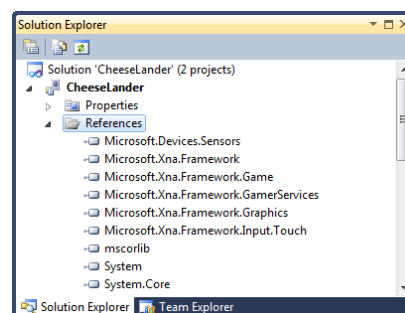 Solution Explorer
Solution 'CheeseLander' (2 projects)
CheeseLander
Properties
References
Microsoft.Devices.Sensors
Microsoft.Xna.Framework
Microsoft.Xna.Framework.Game
Microsoft.Xna.Framework.GamerServices
Microsoft.Xna.Framework.Graphics
Microsoft.Xna.Framework.Input.Touch
mscorlib
System
System.Core
Solution Explorer Team Explorer